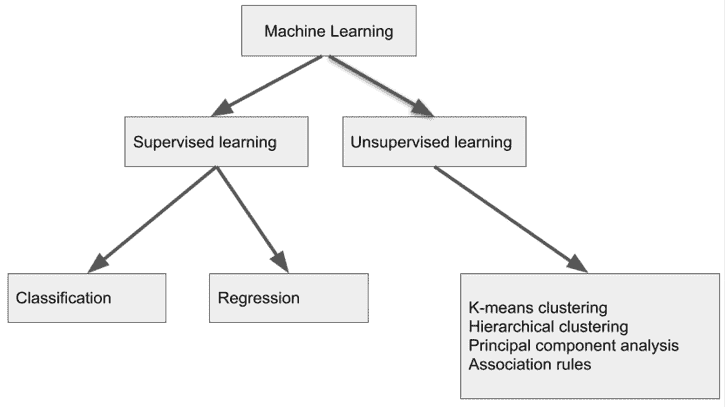 Machine Learning
Supervised learning
Unsupervised learning
Classification
Regression
K-means clustering
Hierarchical clustering
Principal component analysis
Association rules